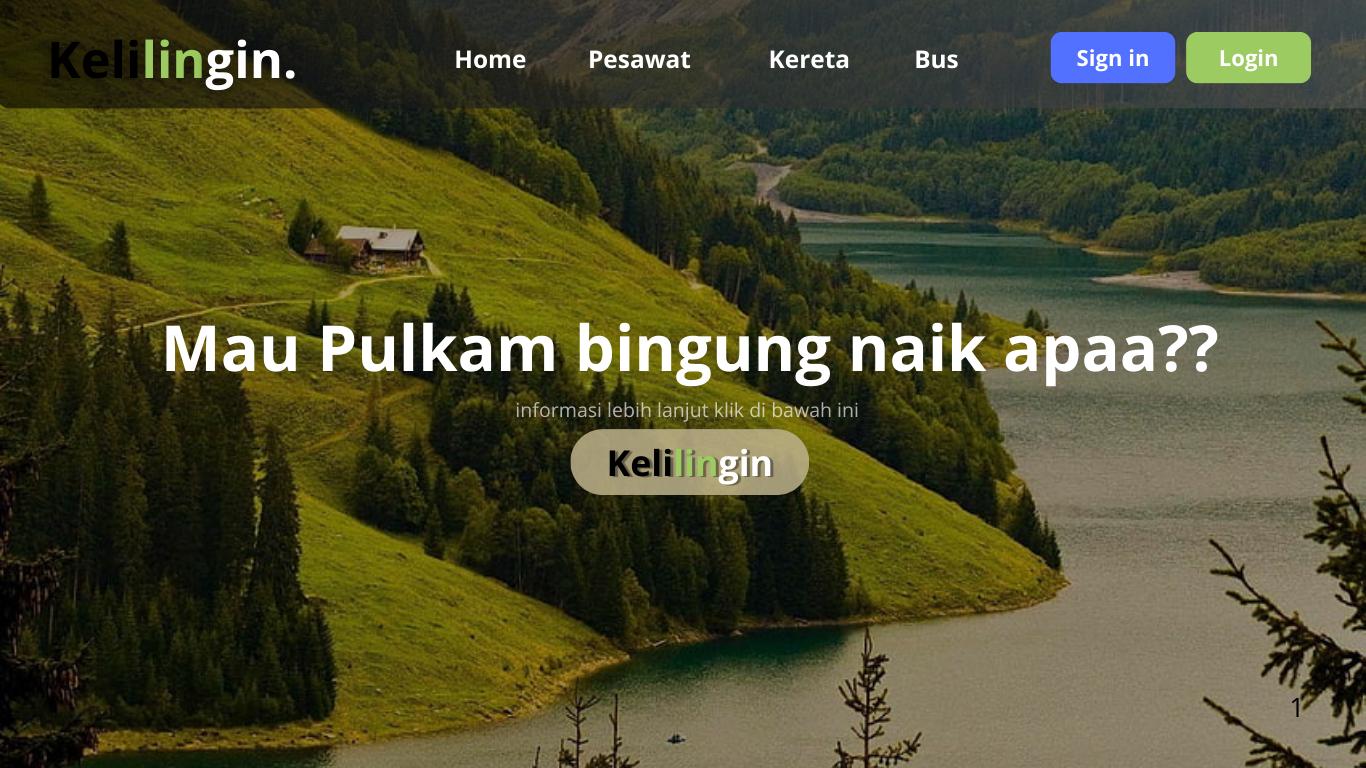 Kelilingin.
Home Pesawat Kereta Bus Sign in Login
Mau Pulkam bingung naik apaa??
informasi lebih lanjut klik di bawah ini
Kelilingin
1